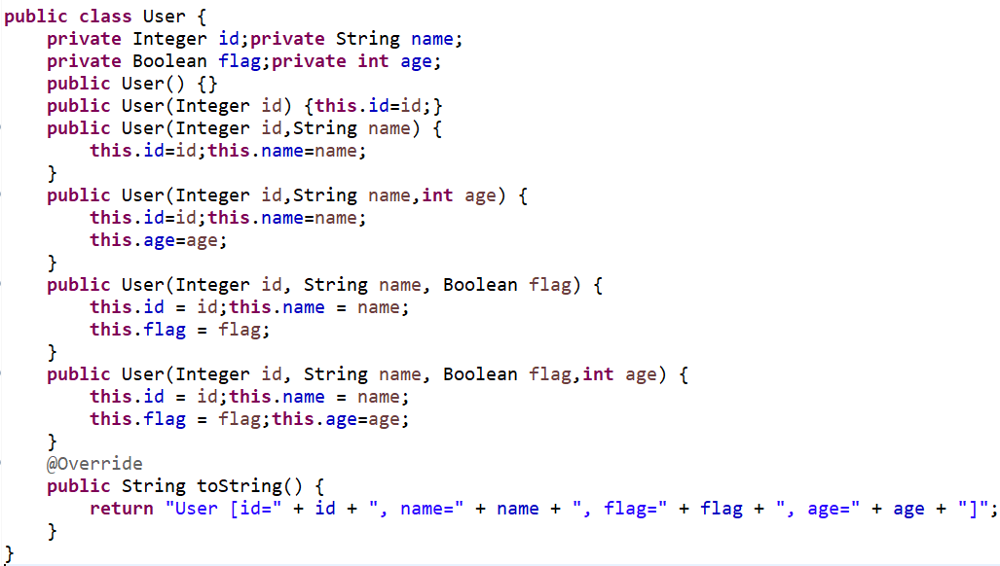 public class User {
    private Integer id;private String name;
    private Boolean flag;private int age;
    public User() {}
    public User(Integer id) {this.id=id;}
    public User(Integer id,String name) {
        this.id=id;this.name=name;
    }
    public User(Integer id,String name,int age) {
        this.id=id;this.name=name;
        this.age=age;
    }
    public User(Integer id, String name, Boolean flag) {
        this.id = id;this.name = name;
        this.flag = flag;
    }
    public User(Integer id, String name, Boolean flag,int age) {
        this.id = id;this.name = name;
        this.flag = flag;this.age=age;
    }
    @Override
    public String toString() {
        return "User [id=" + id + ", name=" + name + ", flag=" + flag + ", age=" + age + "]";
    }
}